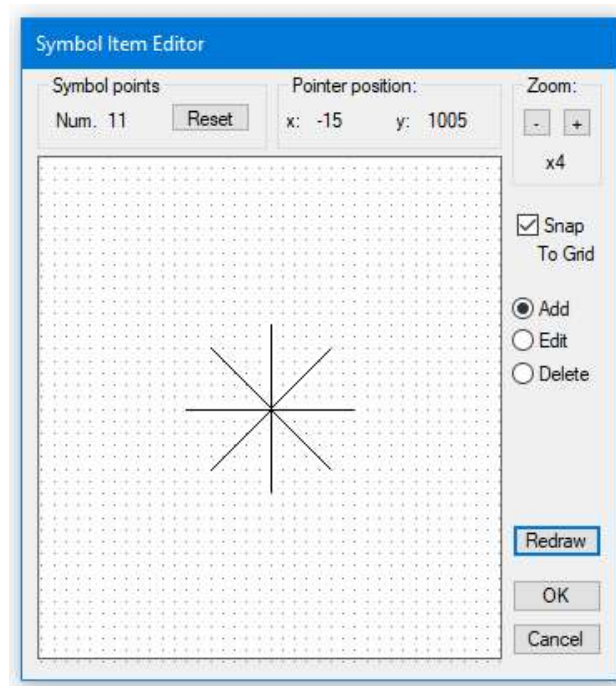 Symbol Item Editor
Symbol points
Num. 11
Reset
Pointer position:
x: -15 y: 1005
Zoom:
- +
x4
Snap
To Grid
Add
Edit
Delete
Redraw
OK
Cancel